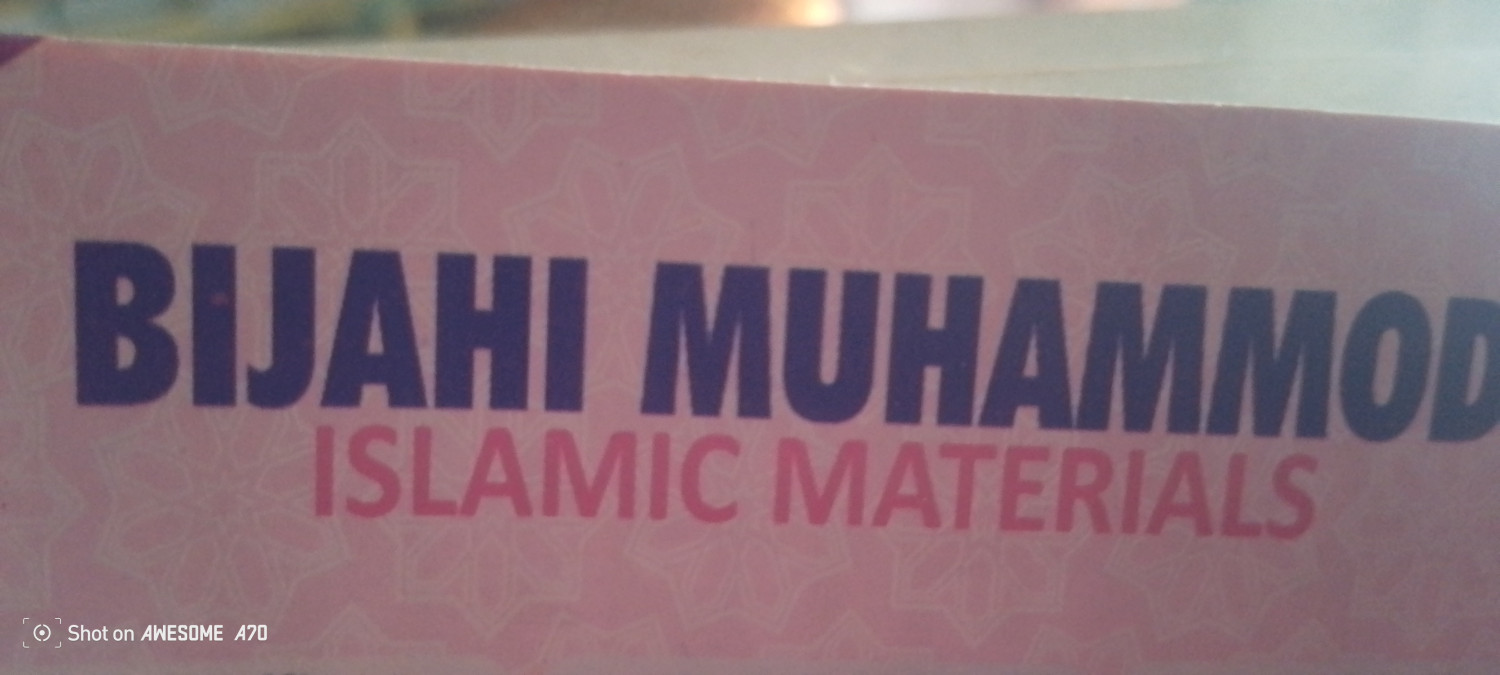 BIJAHI MUHAMMOD
ISLAMIC MATERIALS
Shot on AWESOME A70